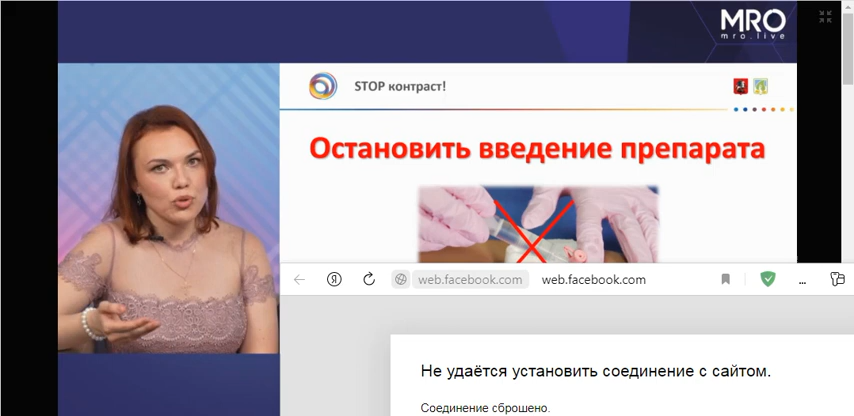 MRO
mro.live
STOP контраст!
Остановить введение препарата
Я web.facebook.com web.facebook.com ...
Не удаётся установить соединение с сайтом.
Соединение сброшено.